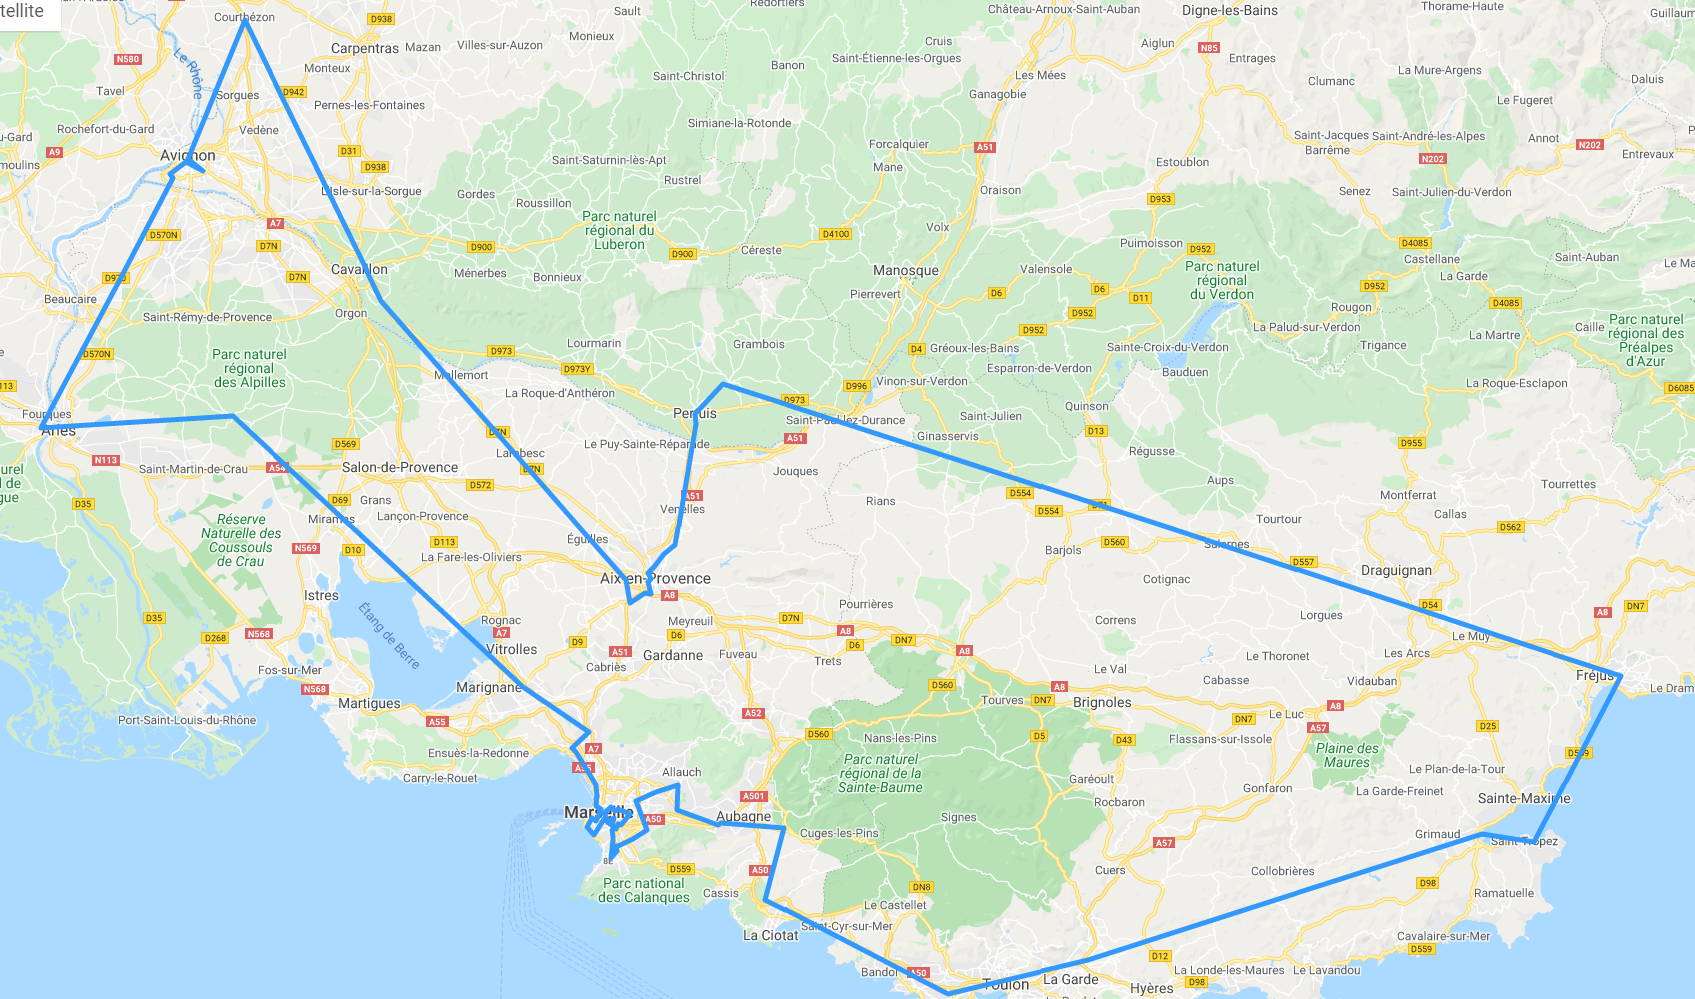 tellite
Courthézon
D938
Sault
Redortiers
Château-Arnoux-Saint-Auban
Digne-les-Bains
Thorame-Haute
Guillaum
Le Rhône
N580
Carpentras
Mazan
Villes-sur-Auzon
Monieux
Cruis
Saint-Étienne-les-Orgues
Aiglun
N85
Entrages
Banon
Monteux
Saint-Christol
Les Mées
Clumanc
La Mure-Argens
Daluis
Tavel
Sorgues
D942
Pernes-les-Fontaines
Ganagobie
Le Fugeret
Rochefort-du-Gard
Vedène
Simiane-la-Rotonde
u-Gard
A9
Avignon
D31
D938
Saint-Saturnin-lès-Apt
Forcalquier
A51
Saint-Jacques
Saint-André-les-Alpes
Annot
N202
Barrême
N202
Entrevaux
moulins
Mane
Estoublon
Rustrel
L'Isle-sur-la-Sorgue
Gordes
Roussillon
Oraison
D953
Senez
Saint-Julien-du-Verdon
Parc naturel
régional du
Luberon
A7
D570N
D7N
D900
D900
Céreste
D4100
Volx
Puimoisson
D952
D4085
Castellane
Saint-Auban
Le Ma
Cavaillon
Ménerbes
Bonnieux
Manosque
Valensole
Parc naturel
régional
du Verdon
La Garde
D970
D7N
Pierrevert
D6
D6
D11
D952
D4085
Beaucaire
Saint-Rémy-de-Provence
Orgon
D952
Rougon
La Palud-sur-Verdon
La Martre
Caille
Parc naturel
régional des
Préalpes
d'Azur
D952
D570N
Parc naturel
régional
des Alpilles
D973
Lourmarin
Grambois
D4
Gréoux-les-Bains
Sainte-Croix-du-Verdon
Trigance
D973Y
Esparron-de-Verdon
Bauduen
Mallemort
La Roque-d'Anthéron
D996
Vinon-sur-Verdon
La Roque-Esclapon
D6085
113
Fourques
Arles
Pertuis
D973
Saint-Paul-lez-Durance
Saint-Julien
Quinson
D7N
D569
Le Puy-Sainte-Réparade
A51
Ginasservis
D13
D955
N113
Saint-Martin-de-Crau
A54
Salon-de-Provence
Lambesc
D7N
Jouques
Régusse
urel
l de
gue
D35
D69
Grans
D572
A51
Venelles
Rians
D554
D554
D71
Aups
Montferrat
Tourrettes
Réserve
Naturelle des
Coussouls
de Crau
Miramas
Lançon-Provence
Callas
D562
Éguilles
Tourtour
N569
D10
D113
La Fare-les-Oliviers
Barjols
D560
Salernes
D557
Draguignan
Aix-en-Provence
A8
Cotignac
Istres
Étang de Berre
D35
N568
D268
Rognac
A7
Vitrolles
D9
Meyreuil
D6
D7N
Pourrières
A8
D6
DN7
Correns
Lorgues
D54
A8
DN7
Le Muy
A51
Cabriès
Gardanne
Fuveau
Trets
A8
Le Val
Le Thoronet
Les Arcs
Fos-sur-Mer
N568
Martigues
Marignane
D560
Tourves
DN7
A8
Brignoles
Cabasse
Vidauban
Fréjus
Le Dram
Port-Saint-Louis-du-Rhône
A55
A52
D560
Nans-les-Pins
D5
D43
DN7
Le Luc
A8
A57
Flassans-sur-Issole
D25
Ensuès-la-Redonne
A7
Plaine des
Maures
D559
Carry-le-Rouet
A55
Allauch
Parc naturel
régional de la
Sainte-Baume
Garéoult
Le Plan-de-la-Tour
Gonfaron
La Garde-Freinet
Marseille
A50
A501
Aubagne
Rocbaron
Sainte-Maxime
Cuges-les-Pins
Signes
A57
Grimaud
Saint-Tropez
8E
D559
A50
Cuers
Collobrières
Parc national
des Calanques
Cassis
DN8
D98
Ramatuelle
Le Castellet
La Ciotat
Saint-Cyr-sur-Mer
Cavalaire-sur-Mer
D559
D12
Bandol
A50
Toulon
La Garde
La Londe-les-Maures
Le Lavandou
Hyères
D98